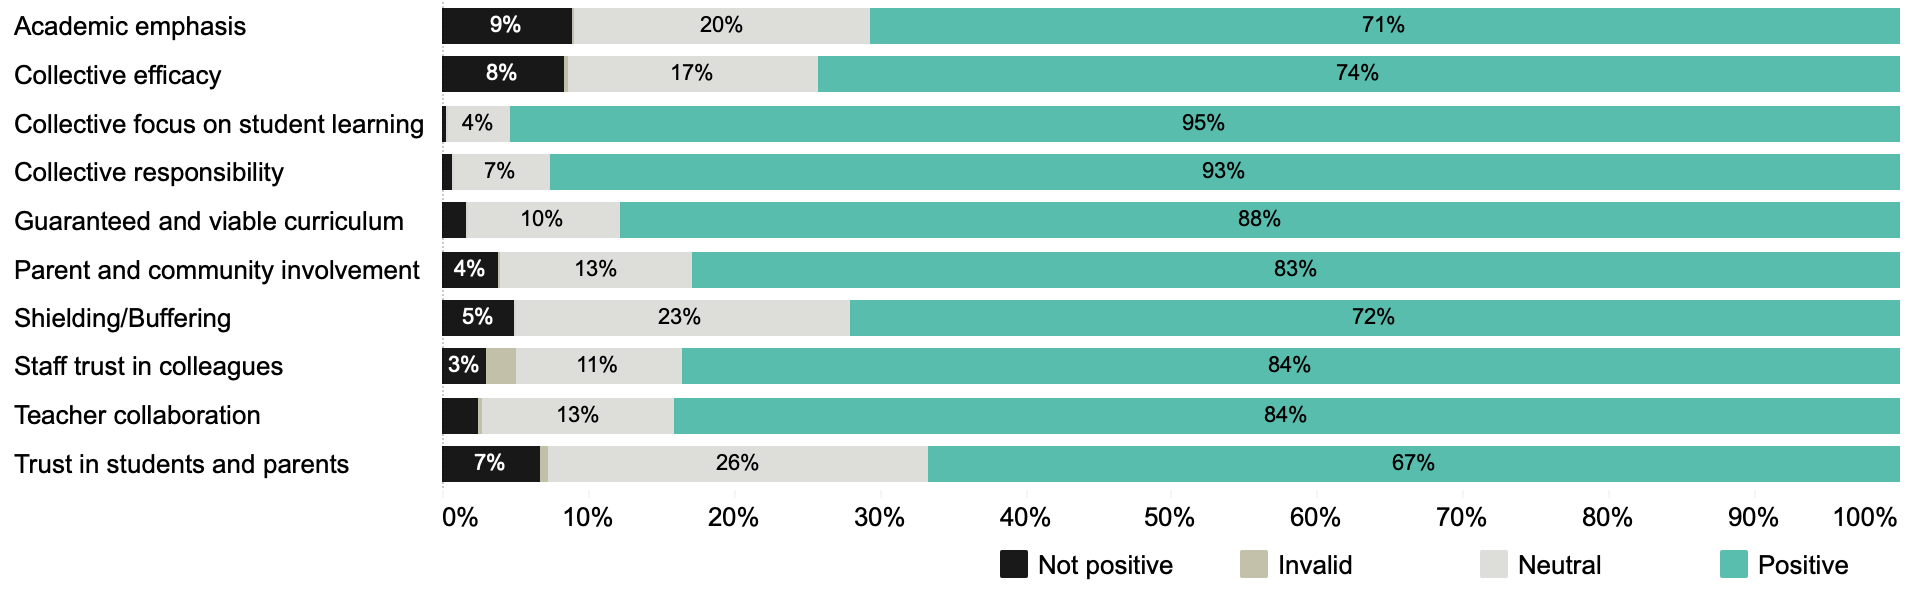 Academic emphasis 9% 20% 71%
Collective efficacy 8% 17% 74%
Collective focus on student learning 4% 95%
Collective responsibility 7% 93%
Guaranteed and viable curriculum 10% 88%
Parent and community involvement 4% 13% 83%
Shielding/Buffering 5% 23% 72%
Staff trust in colleagues 3% 11% 84%
Teacher collaboration 13% 84%
Trust in students and parents 7% 26% 67%
0% 10% 20% 30% 40% 50% 60% 70% 80% 90% 100%
Not positive Invalid Neutral Positive